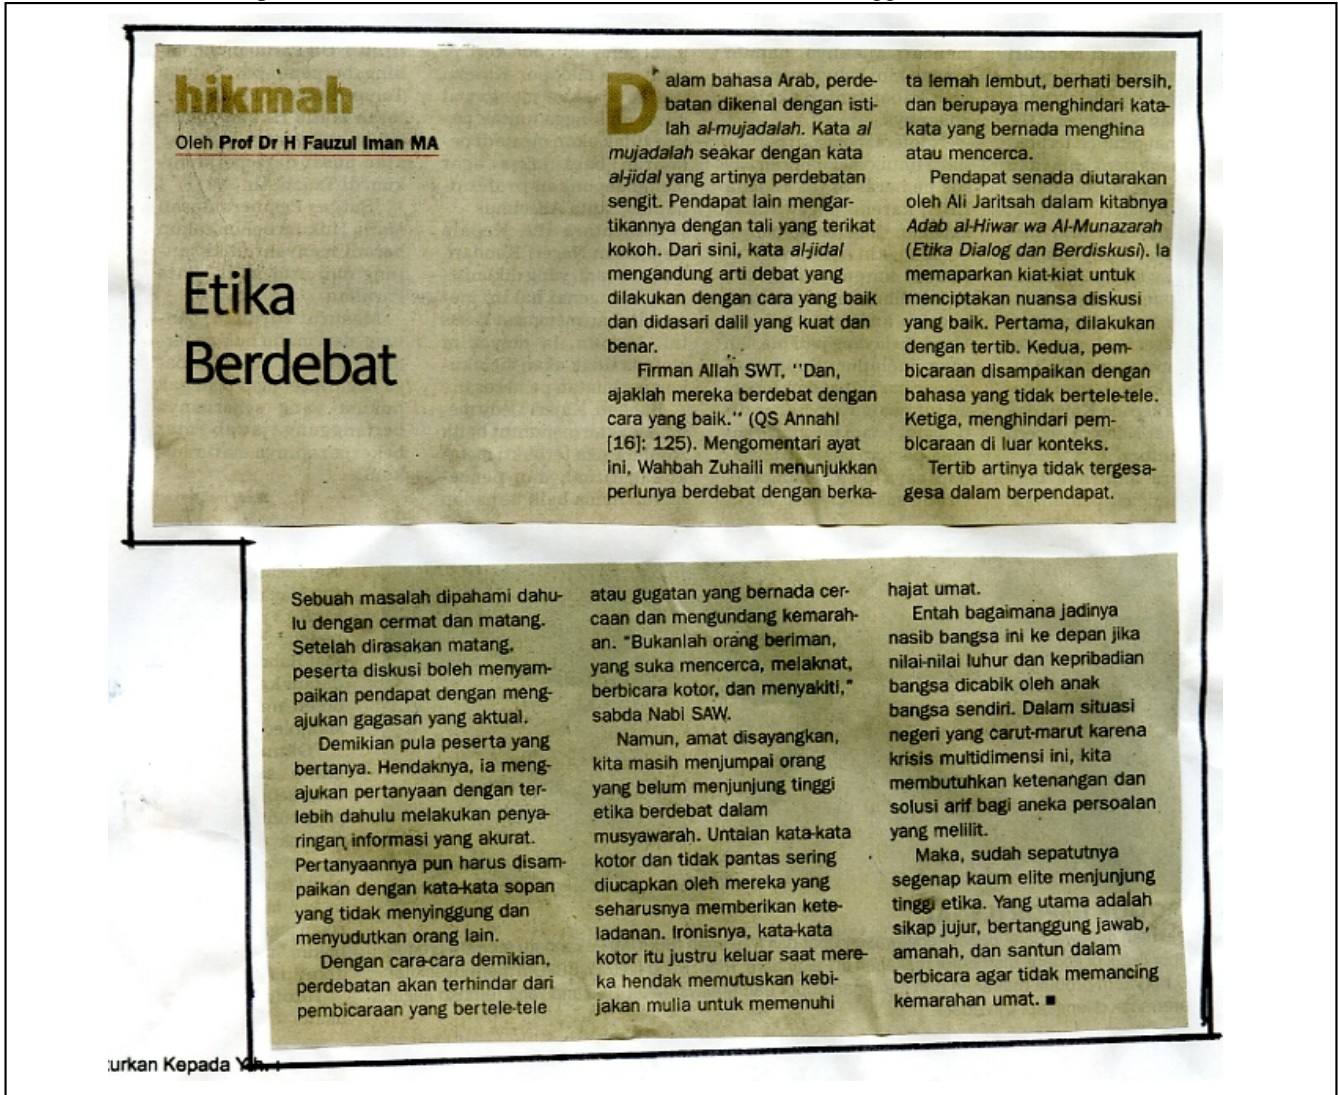 hikmah
Oleh Prof Dr H Fauzul Iman MA
Etika
Berdebat
Dalam bahasa Arab, perde-
batan dikenal dengan isti-
lah al-mujadalah. Kata al
mujadalah seakar dengan kata
al-jidal yang artinya perdebatan
sengit. Pendapat lain mengar-
tikannya dengan tali yang terikat
kokoh. Dari sini, kata al-jidal
mengandung arti debat yang
dilakukan dengan cara yang baik
dan didasari dalil yang kuat dan
benar.
Firman Allah SWT, ''Dan,
ajaklah mereka berdebat dengan
cara yang baik.'' (QS Annahl
[16]: 125). Mengomentari ayat
ini, Wahbah Zuhaili menunjukkan
perlunya berdebat dengan berka-
ta lemah lembut, berhati bersih,
dan berupaya menghindari kata-
kata yang bernada menghina
atau mencerca.
Pendapat senada diutarakan
oleh Ali Jaritsah dalam kitabnya
Adab al-Hiwar wa Al-Munazarah
(Etika Dialog dan Berdiskusi). Ia
memaparkan kiat-kiat untuk
menciptakan nuansa diskusi
yang baik. Pertama, dilakukan
dengan tertib. Kedua, pem-
bicaraan disampaikan dengan
bahasa yang tidak bertele-tele.
Ketiga, menghindari pem-
bicaraan di luar konteks.
Tertib artinya tidak tergesa-
gesa dalam berpendapat.
Sebuah masalah dipahami dahu-
lu dengan cermat dan matang.
Setelah dirasakan matang,
peserta diskusi boleh menyam-
paikan pendapat dengan meng-
ajukan gagasan yang aktual.
Demikian pula peserta yang
bertanya. Hendaknya, ia meng-
ajukan pertanyaan dengan ter-
lebih dahulu melakukan penya-
ringan informasi yang akurat.
Pertanyaannya pun harus disam-
paikan dengan kata-kata sopan
yang tidak menyinggung dan
menyudutkan orang lain.
Dengan cara-cara demikian,
perdebatan akan terhindar dari
pembicaraan yang bertele-tele
atau gugatan yang bernada cer-
caan dan mengundang kemarah-
an. "Bukanlah orang beriman,
yang suka mencerca, melaknat,
berbicara kotor, dan menyakiti,"
sabda Nabi SAW.
Namun, amat disayangkan,
kita masih menjumpai orang
yang belum menjunjung tinggi
etika berdebat dalam
musyawarah. Untaian kata-kata
kotor dan tidak pantas sering
diucapkan oleh mereka yang
seharusnya memberikan kete-
ladanan. Ironisnya, kata-kata
kotor itu justru keluar saat mere-
ka hendak memutuskan kebi-
jakan mulia untuk memenuhi
hajat umat.
Entah bagaimana jadinya
nasib bangsa ini ke depan jika
nilai-nilai luhur dan kepribadian
bangsa dicabik oleh anak
bangsa sendiri. Dalam situasi
negeri yang carut-marut karena
krisis multidimensi ini, kita
membutuhkan ketenangan dan
solusi arif bagi aneka persoalan
yang melilit.
Maka, sudah sepatutnya
segenap kaum elite menjunjung
tinggi etika. Yang utama adalah
sikap jujur, bertanggung jawab,
amanah, dan santun dalam
berbicara agar tidak memancing
kemarahan umat. ■
urkan Kepada Yth. :